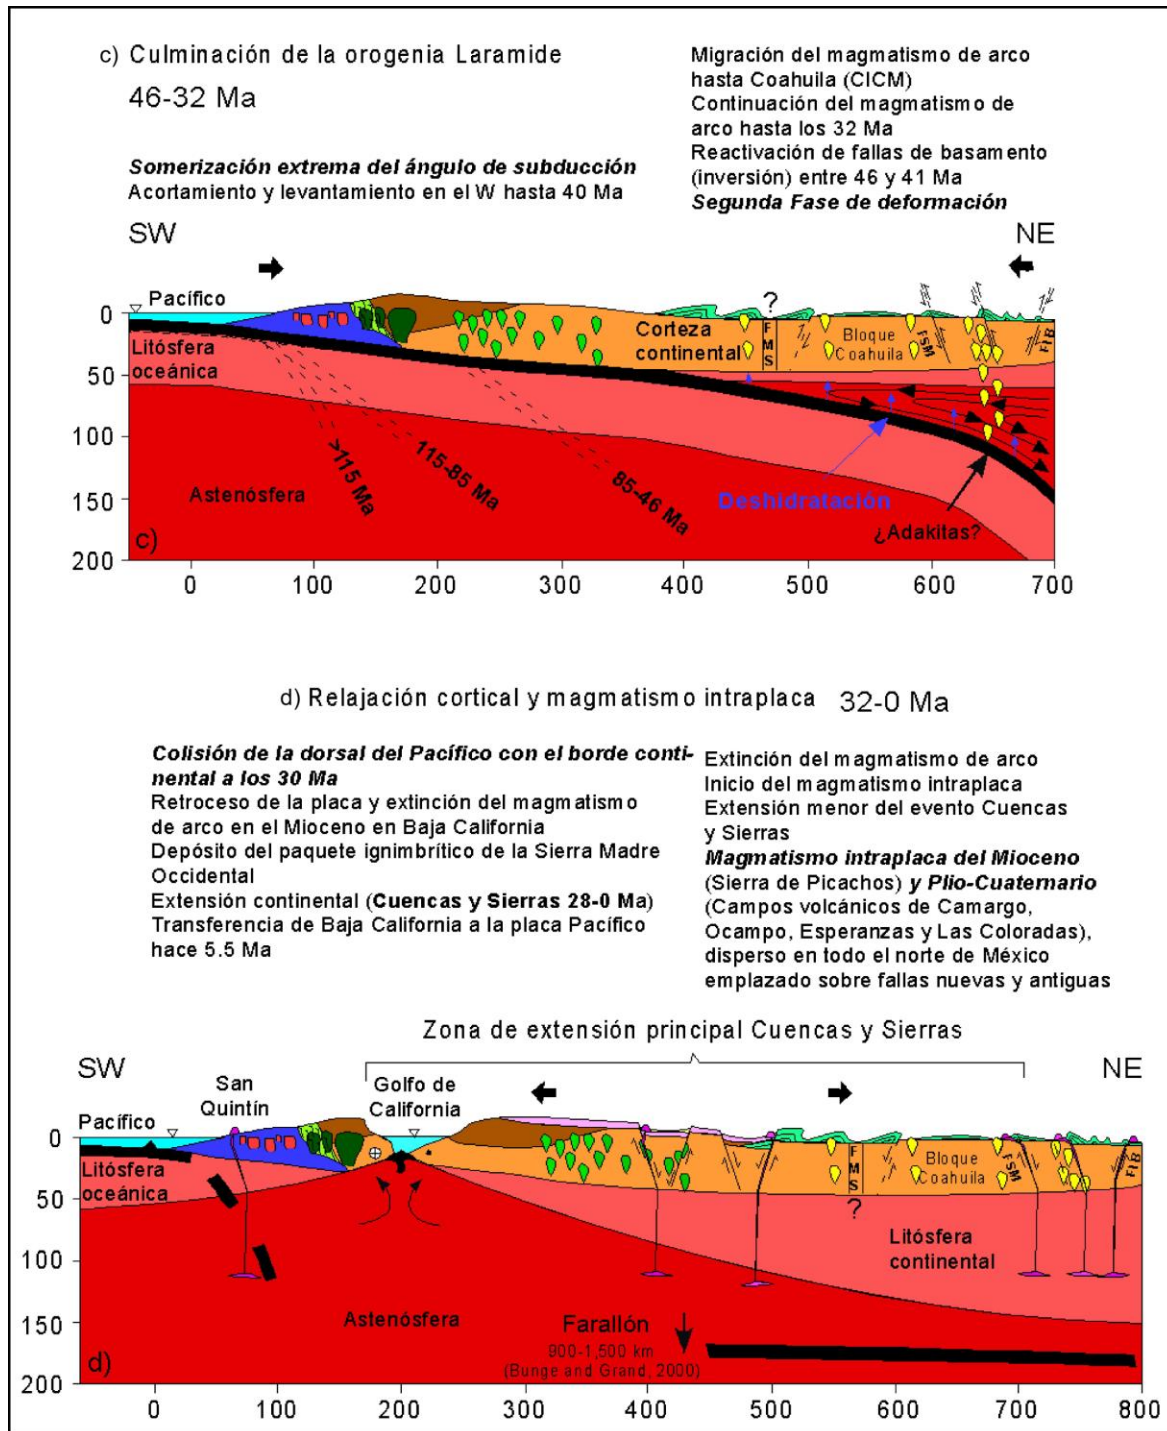 c) Culminación de la orogenia Laramide
46-32 Ma
Somerización extrema del ángulo de subducción
Acortamiento y levantamiento en el W hasta 40 Ma
Migración del magmatismo de arco
hasta Coahuila (CICM)
Continuación del magmatismo de
arco hasta los 32 Ma
Reactivación de fallas de basamento
(inversión) entre 46 y 41 Ma
Segunda Fase de deformación
SW
NE
Pacífico
?
0
50
100
150
200
Litósfera
oceánica
Corteza
continental
F
M
S
Bloque
Coahuila
FSM
FIB
>115 Ma
115-85 Ma
85-46 Ma
Astenósfera
Deshidratación
¿Adakitas?
c)
0
100
200
300
400
500
600
700
d) Relajación cortical y magmatismo intraplaca 32-0 Ma
Colisión de la dorsal del Pacífico con el borde conti-
nental a los 30 Ma
Retroceso de la placa y extinción del magmatismo
de arco en el Mioceno en Baja California
Depósito del paquete ignimbrítico de la Sierra Madre
Occidental
Extensión continental (Cuencas y Sierras 28-0 Ma)
Transferencia de Baja California a la placa Pacífico
hace 5.5 Ma
Extinción del magmatismo de arco
Inicio del magmatismo intraplaca
Extensión menor del evento Cuencas
y Sierras
Magmatismo intraplaca del Mioceno
(Sierra de Picachos) y Plio-Cuaternario
(Campos volcánicos de Camargo,
Ocampo, Esperanzas y Las Coloradas),
disperso en todo el norte de México
emplazado sobre fallas nuevas y antiguas
Zona de extensión principal Cuencas y Sierras
SW
NE
San
Quintín
Golfo de
California
Pacífico
0
50
100
150
200
Litósfera
oceánica
F
M
S
?
Bloque
Coahuila
FSM
FIB
Litósfera
continental
Astenósfera
Farallón
900-1,500 km
(Bunge and Grand, 2000)
d)
0
100
200
300
400
500
600
700
800